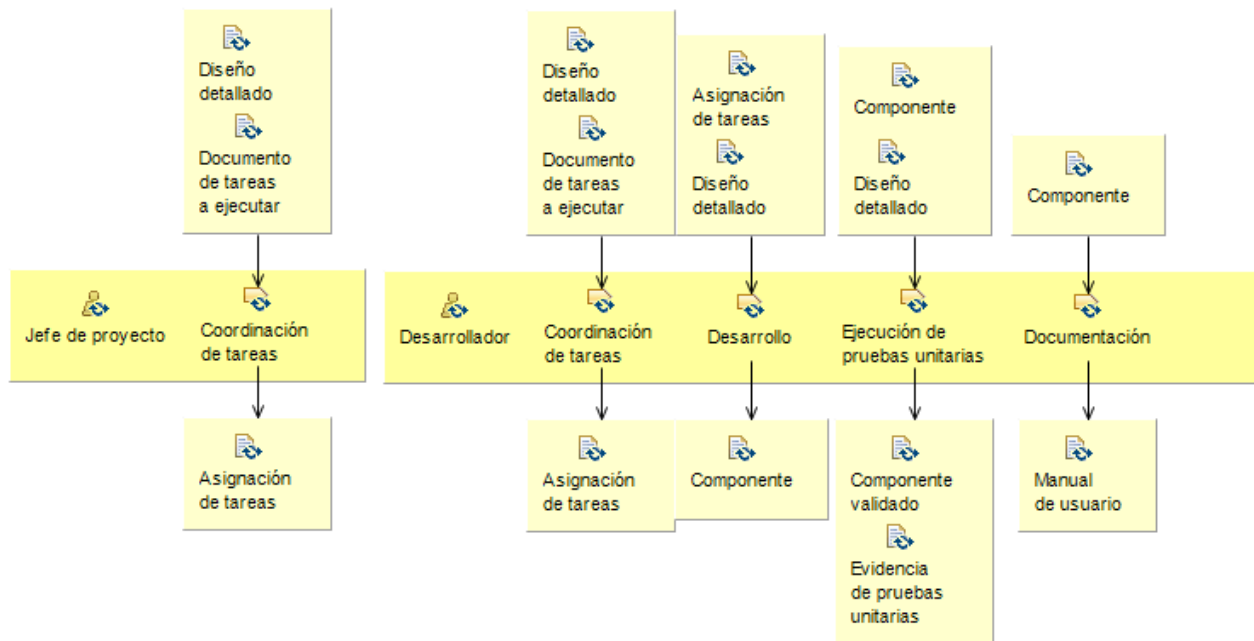 Diseño
detallado
Documento
de tareas
a ejecutar
Diseño
detallado
Documento
de tareas
a ejecutar
Asignación
de tareas
Diseño
detallado
Componente
Diseño
detallado
Componente
Jefe de proyecto
Coordinación
de tareas
Desarrollador
Coordinación
de tareas
Desarrollo
Ejecución de
pruebas unitarias
Documentación
Asignación
de tareas
Asignación
de tareas
Componente
Componente
validado
Evidencia
de pruebas
unitarias
Manual
de usuario